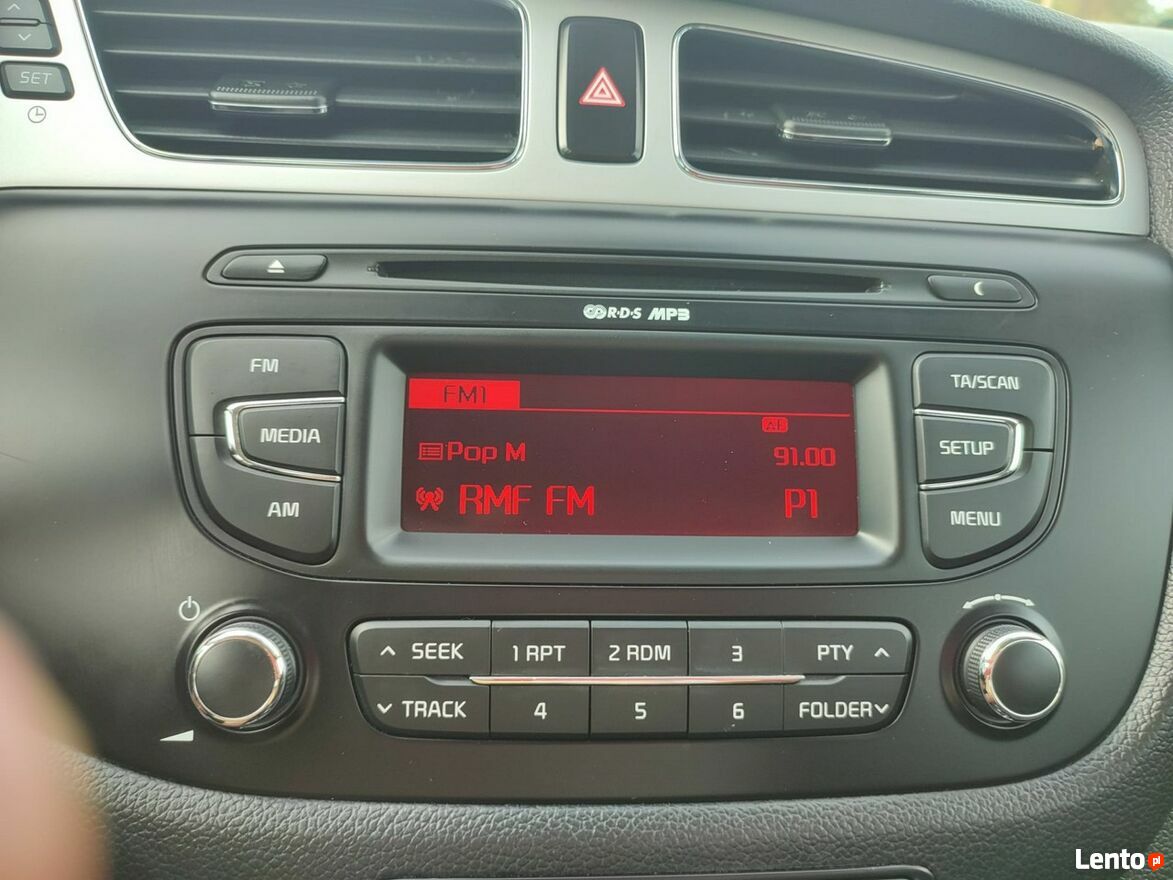 SET
R·D·S MP3
FM
TA/SCAN
FM1
AF
MEDIA
Pop M
91.00
SETUP
AM
RMF FM
P1
MENU
SEEK
1 RPT
2 RDM
3
PTY
TRACK
4
5
6
FOLDER
Lento pl